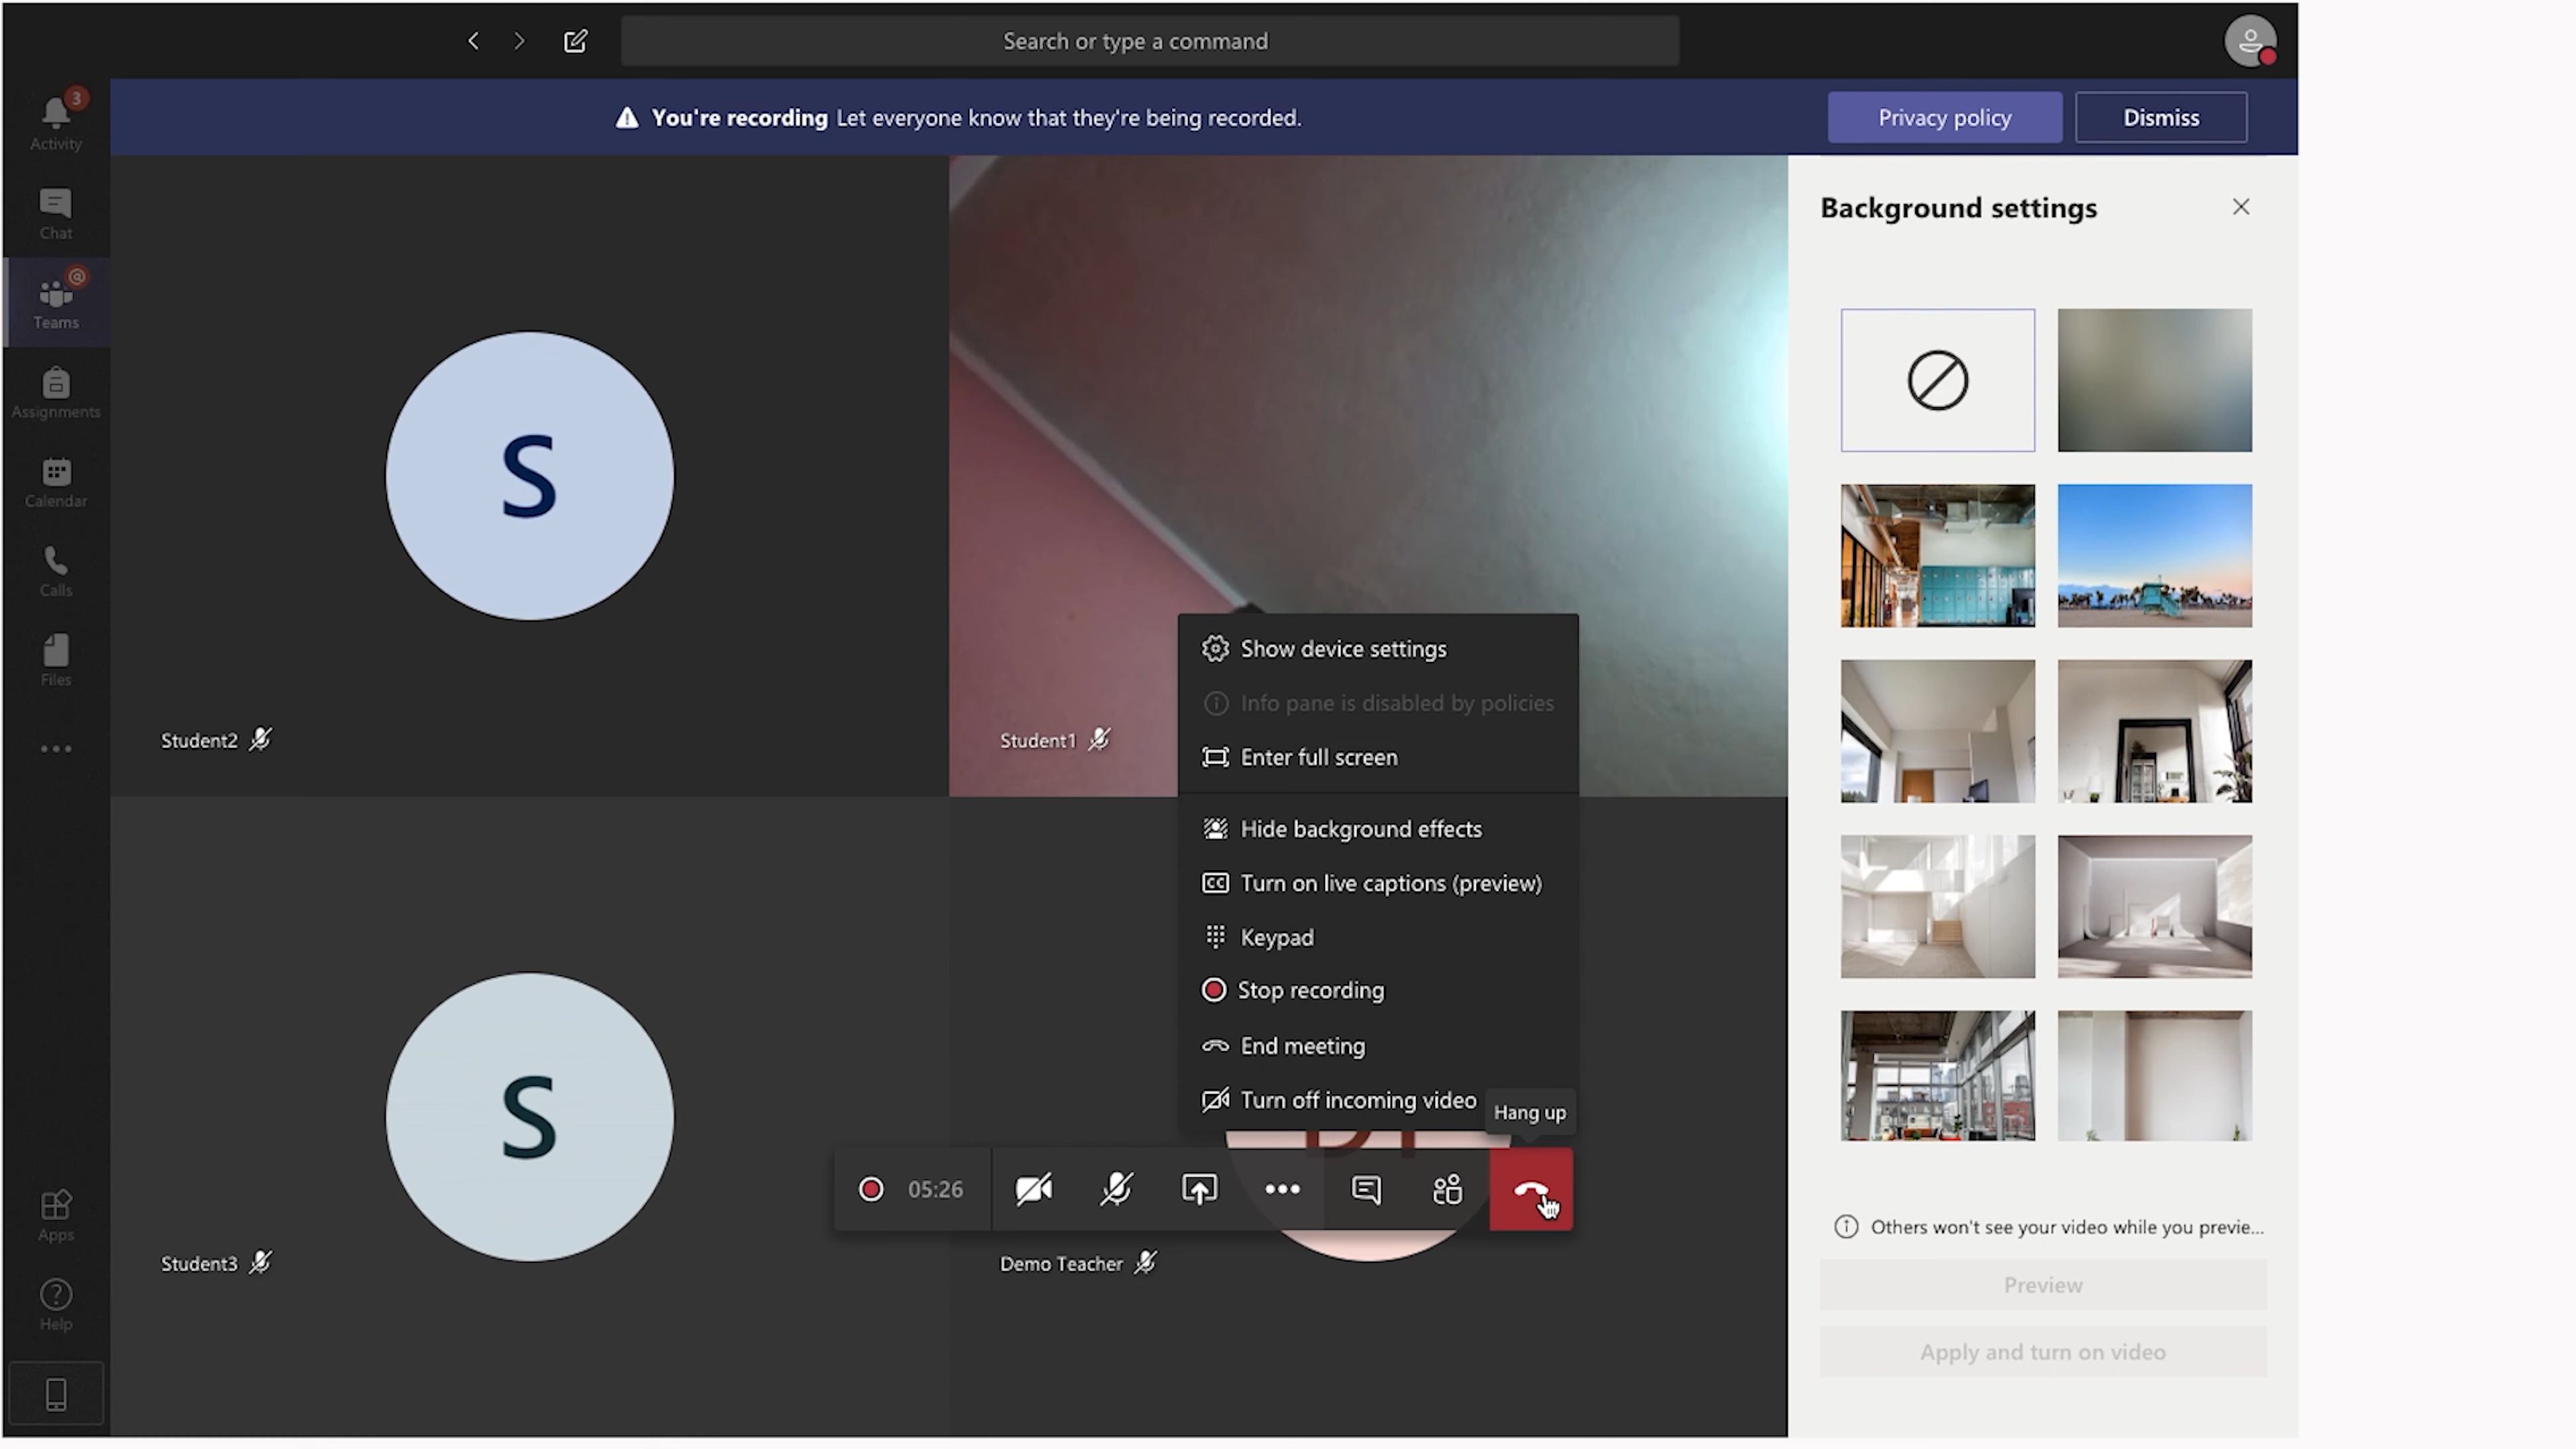 Search or type a command
3
Activity
Chat
@
Teams
Assignments
Calendar
Calls
Files
Apps
Help
You're recording Let everyone know that they're being recorded.
Privacy policy
Dismiss
S
Student2
Student1
S
Student3
Demo Teacher
Show device settings
Info pane is disabled by policies
Enter full screen
Hide background effects
CC Turn on live captions (preview)
Keypad
Stop recording
End meeting
Turn off incoming video
Hang up
DT
05:26
Background settings
Others won't see your video while you previe...
Preview
Apply and turn on video